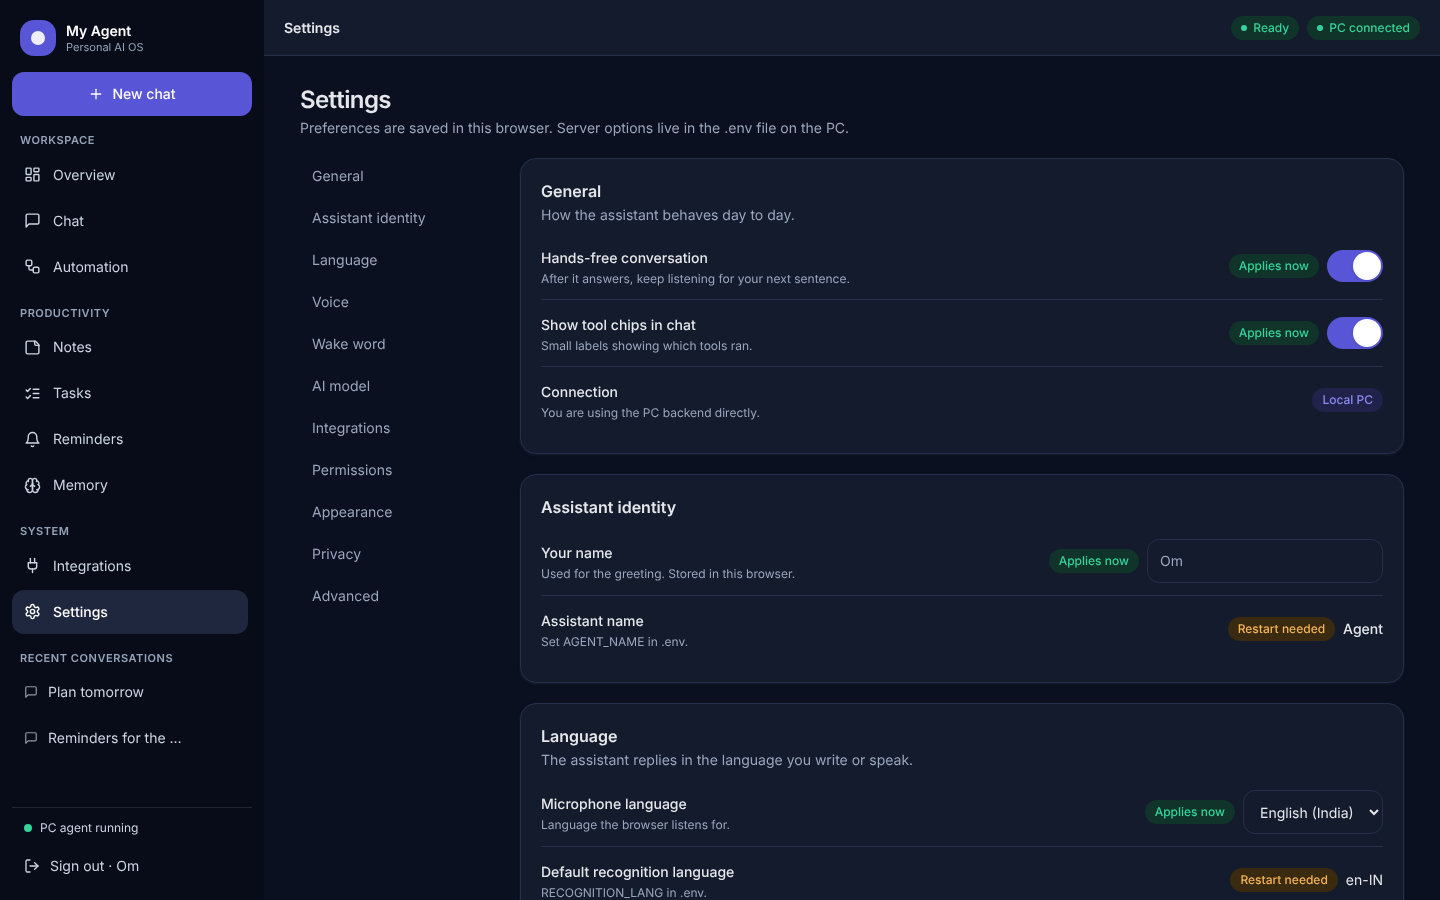 My Agent
Personal AI OS
New chat
WORKSPACE
Overview
Chat
Automation
PRODUCTIVITY
Notes
Tasks
Reminders
Memory
SYSTEM
Integrations
Settings
RECENT CONVERSATIONS
Plan tomorrow
Reminders for the ...
PC agent running
Sign out · Om
Settings
Ready
PC connected
Settings
Preferences are saved in this browser. Server options live in the .env file on the PC.
General
Assistant identity
Language
Voice
Wake word
AI model
Integrations
Permissions
Appearance
Privacy
Advanced
General
How the assistant behaves day to day.
Hands-free conversation
After it answers, keep listening for your next sentence.
Applies now
Show tool chips in chat
Small labels showing which tools ran.
Applies now
Connection
You are using the PC backend directly.
Local PC
Assistant identity
Your name
Used for the greeting. Stored in this browser.
Applies now
Om
Assistant name
Set AGENT_NAME in .env.
Restart needed
Agent
Language
The assistant replies in the language you write or speak.
Microphone language
Language the browser listens for.
Applies now
English (India)
Default recognition language
RECOGNITION_LANG in .env.
Restart needed
en-IN